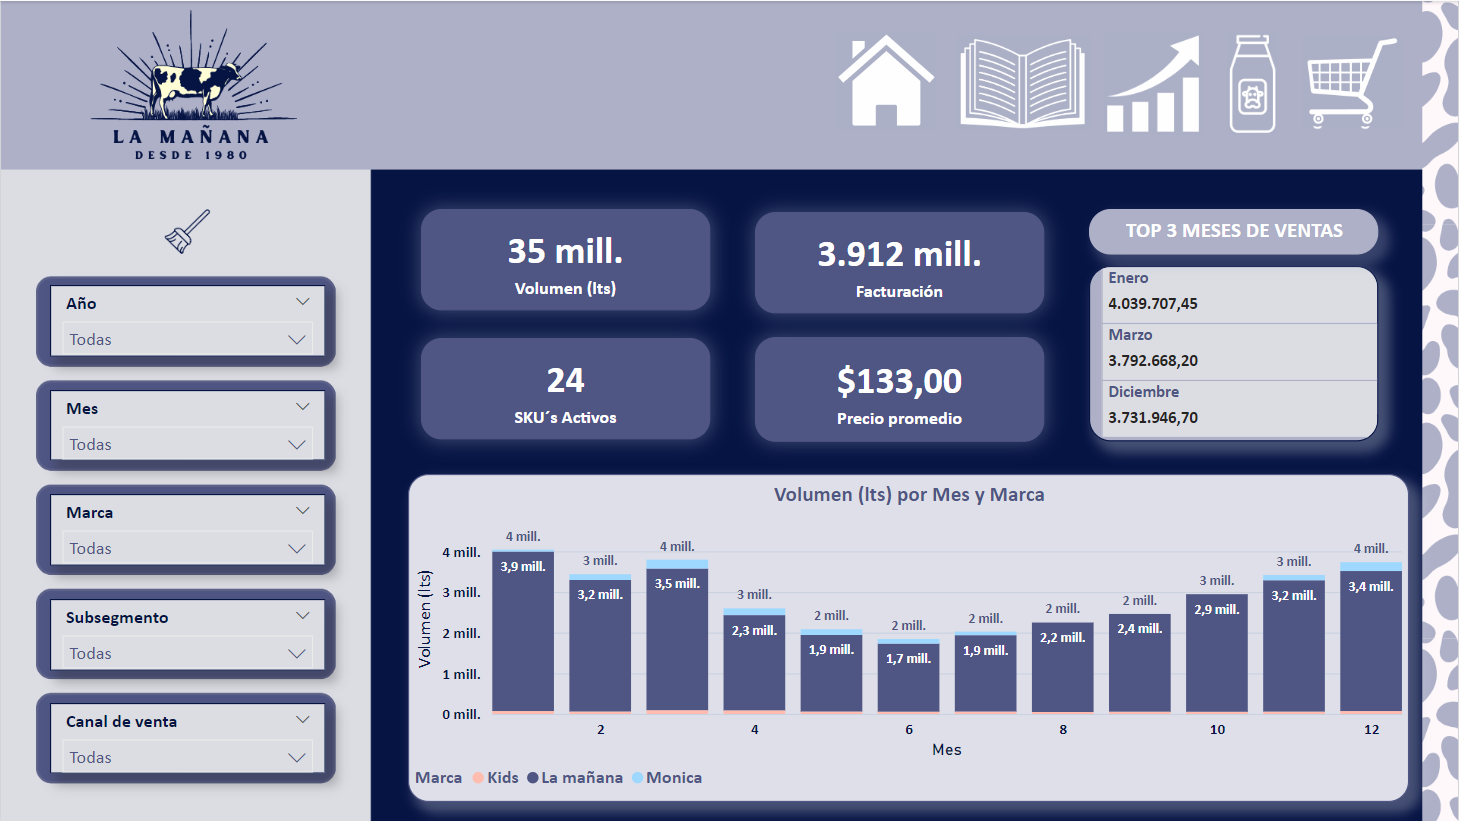 LA MAÑANA
DESDE 1980
Año
Todas
Mes
Todas
Marca
Todas
Subsegmento
Todas
Canal de venta
Todas
35 mill.
Volumen (lts)
3.912 mill.
Facturación
24
SKU´s Activos
$133,00
Precio promedio
TOP 3 MESES DE VENTAS
Enero
4.039.707,45
Marzo
3.792.668,20
Diciembre
3.731.946,70
Volumen (lts) por Mes y Marca
Volumen (lts)
4 mill.
3 mill.
2 mill.
1 mill.
0 mill.
4 mill. 3 mill. 4 mill. 3 mill. 2 mill. 2 mill. 2 mill. 2 mill. 2 mill. 3 mill. 3 mill. 4 mill.
3,9 mill. 3,2 mill. 3,5 mill. 2,3 mill. 1,9 mill. 1,7 mill. 1,9 mill. 2,2 mill. 2,4 mill. 2,9 mill. 3,2 mill. 3,4 mill.
2 4 6 8 10 12
Mes
Marca Kids La mañana Monica